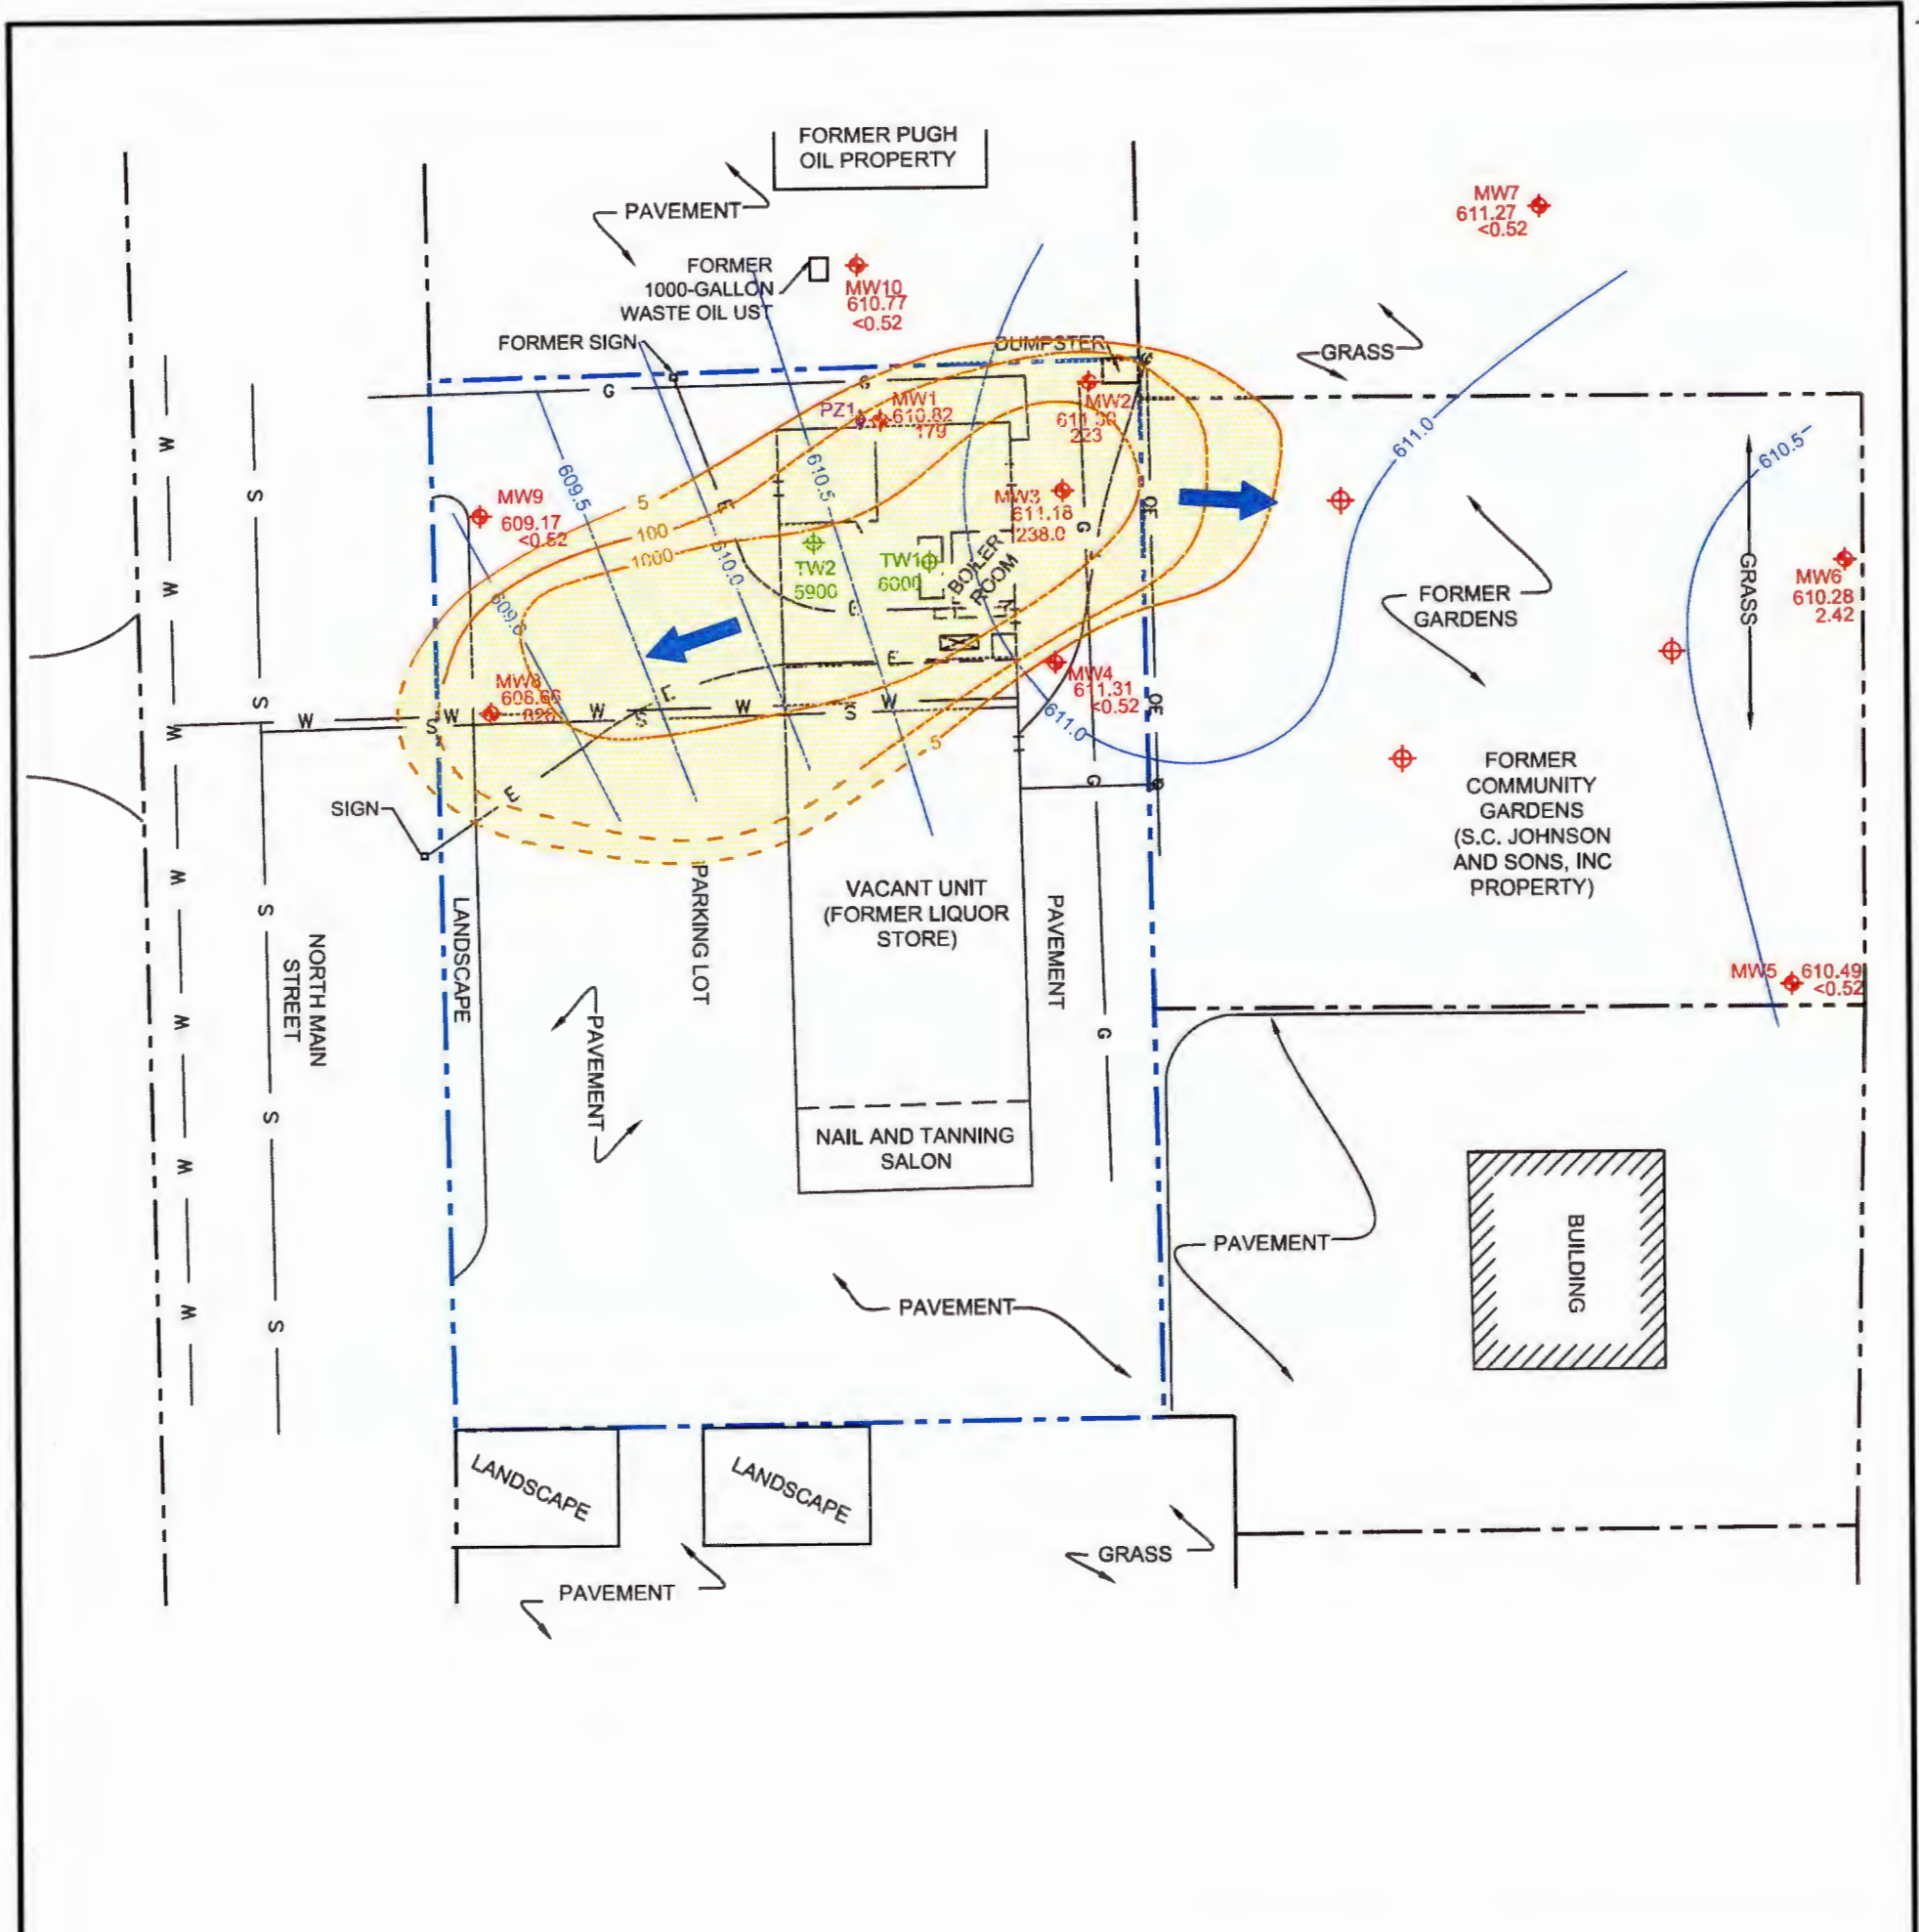 FORMER PUGH
OIL PROPERTY
PAVEMENT
FORMER
1000-GALLON
WASTE OIL UST
MW10
610.77
<0.52
MW7
611.27
<0.52
FORMER SIGN
DUMPSTER
GRASS
G
G
PZ1
MW1
610.82
179
MW2
223
611.0
610.5
W
S
MW9
609.17
<0.52
609.5
5
100
1000
610.0
610.5
E
MW3
611.18
238.0
G
OE
TW2
5900
TW1
6000
BOILER
ROOM
FORMER
GARDENS
GRASS
MW6
610.28
2.42
W
E
MW8
E
MW4
611.31
<0.52
OE
S
W
W
S
W
W
S
W
S
W
5
611.0
G
SIGN
E
FORMER
COMMUNITY
GARDENS
(S.C. JOHNSON
AND SONS, INC
PROPERTY)
W
S
LANDSCAPE
PARKING LOT
VACANT UNIT
(FORMER LIQUOR
STORE)
PAVEMENT
MW5
610.49
<0.52
NORTH MAIN
STREET
W
PAVEMENT
G
S
W
NAIL AND TANNING
SALON
PAVEMENT
BUILDING
W
S
PAVEMENT
LANDSCAPE
LANDSCAPE
GRASS
PAVEMENT